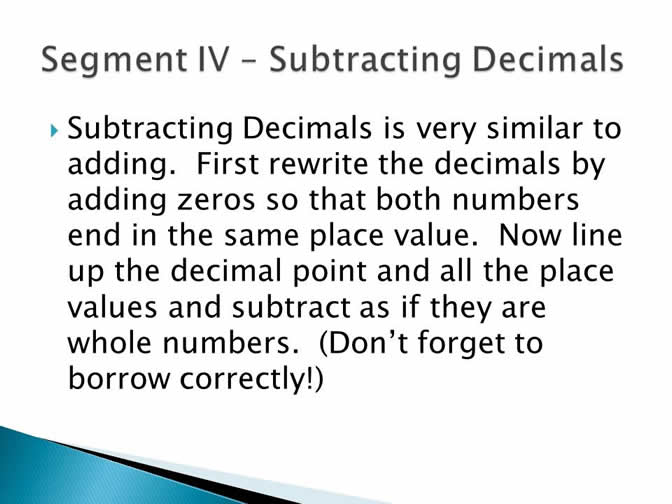 Segment IV – Subtracting Decimals
Subtracting Decimals is very similar to
adding.  First rewrite the decimals by
adding zeros so that both numbers
end in the same place value.  Now line
up the decimal point and all the place
values and subtract as if they are
whole numbers.  (Don’t forget to
borrow correctly!)